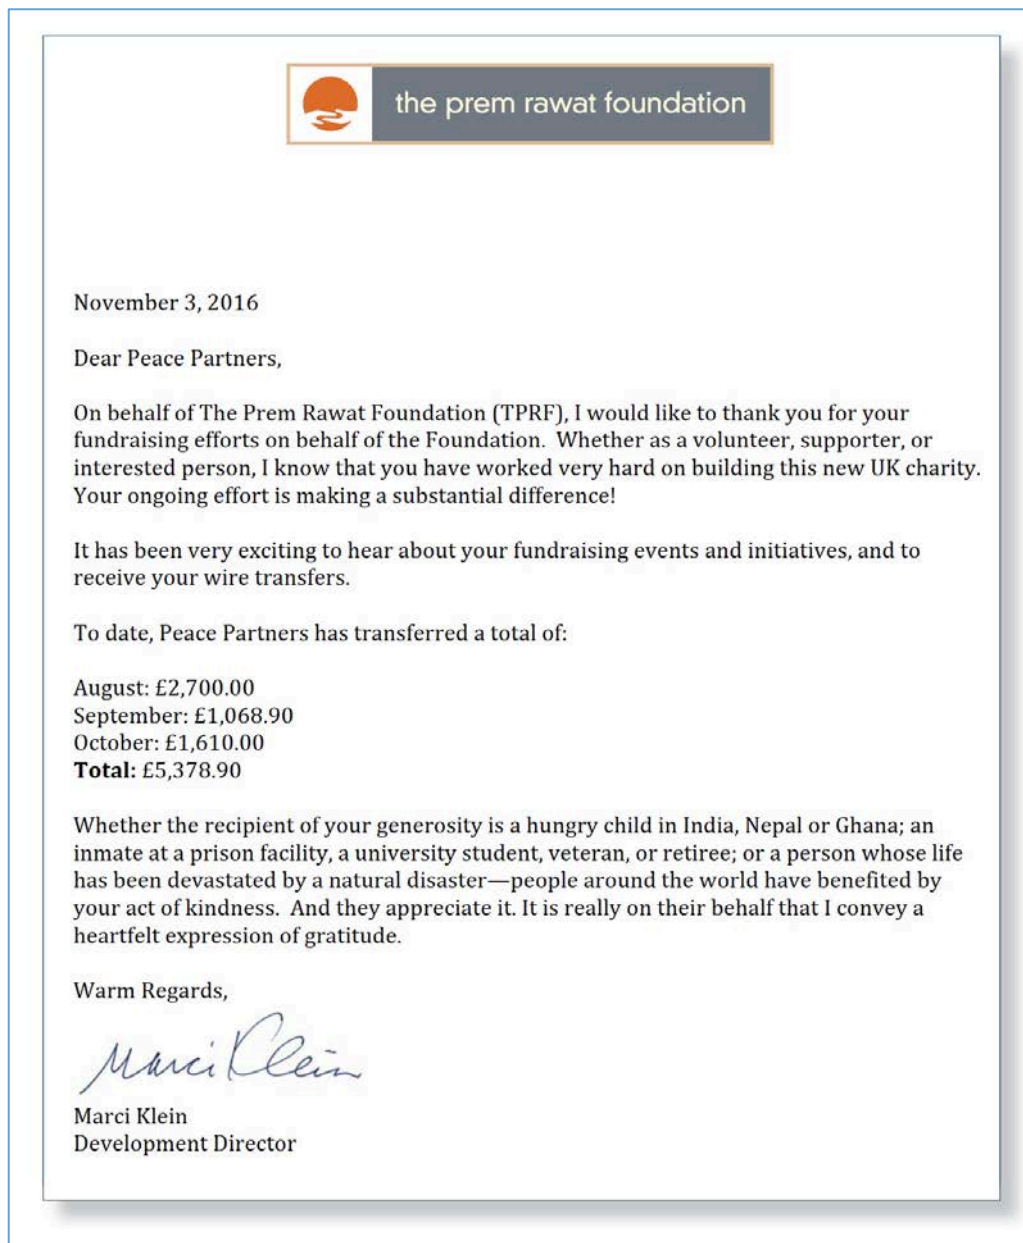 the prem rawat foundation
November 3, 2016
Dear Peace Partners,
On behalf of The Prem Rawat Foundation (TPRF), I would like to thank you for your
fundraising efforts on behalf of the Foundation.  Whether as a volunteer, supporter, or
interested person, I know that you have worked very hard on building this new UK charity.
Your ongoing effort is making a substantial difference!
It has been very exciting to hear about your fundraising events and initiatives, and to
receive your wire transfers.
To date, Peace Partners has transferred a total of:
August: £2,700.00
September: £1,068.90
October: £1,610.00
Total: £5,378.90
Whether the recipient of your generosity is a hungry child in India, Nepal or Ghana; an
inmate at a prison facility, a university student, veteran, or retiree; or a person whose life
has been devastated by a natural disaster—people around the world have benefited by
your act of kindness.  And they appreciate it. It is really on their behalf that I convey a
heartfelt expression of gratitude.
Warm Regards,
Marci Klein
Marci Klein
Development Director